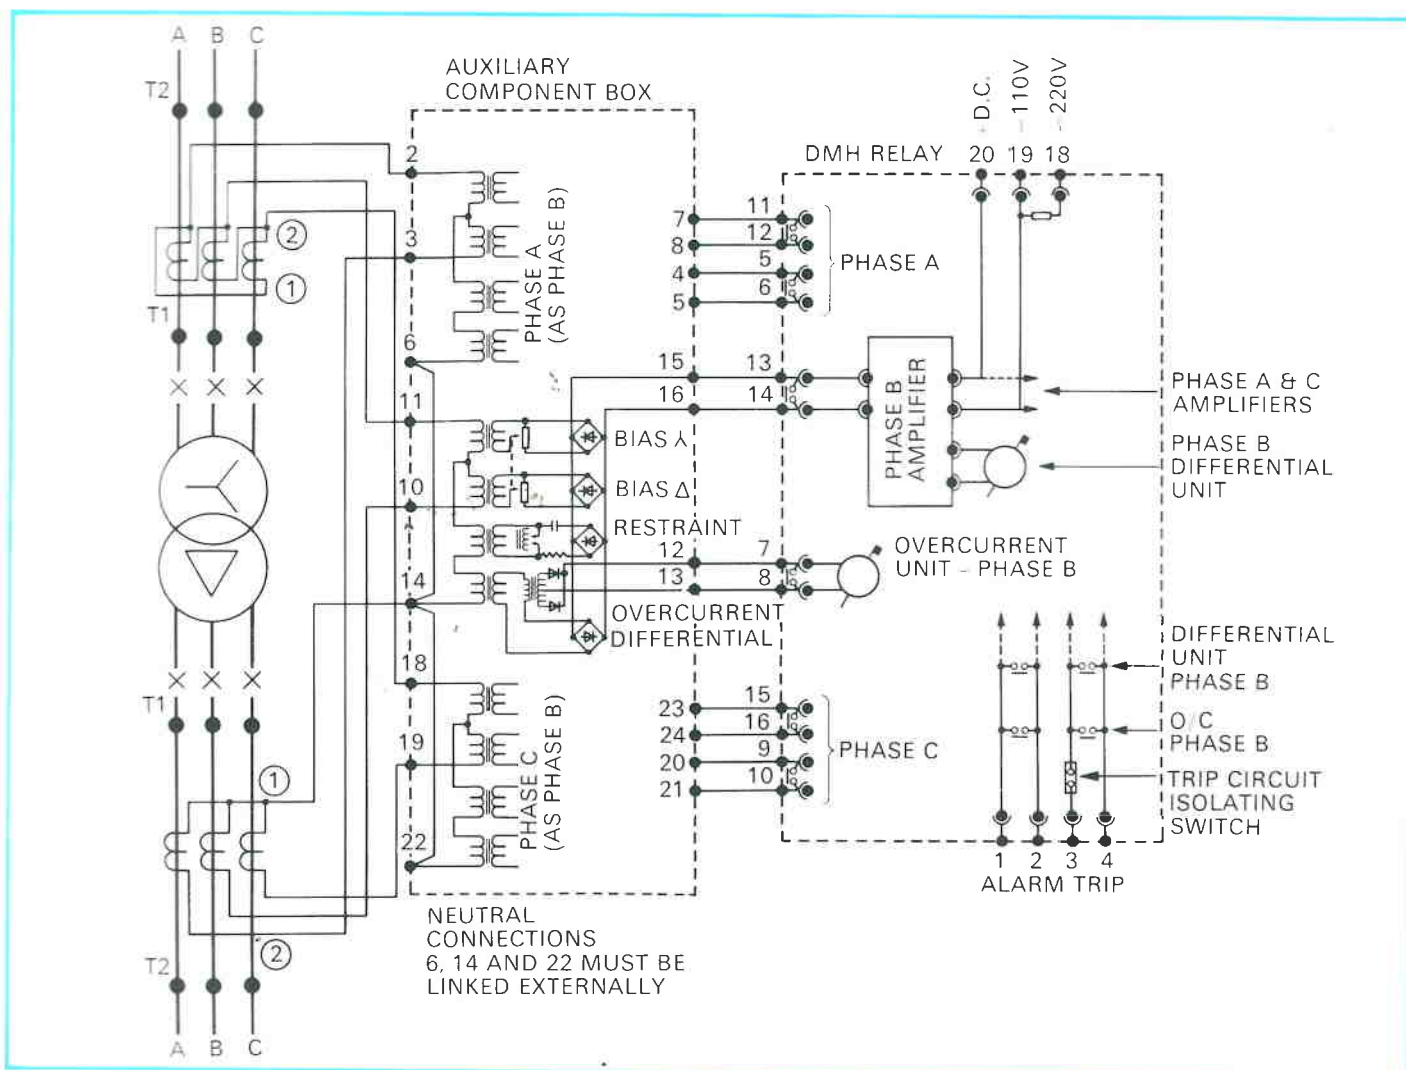 A B C
T2
T1
2
1
T1
1
2
T2
A B C
AUXILIARY
COMPONENT BOX
2
3
6
11
10
14
18
19
22
PHASE A
(AS PHASE B)
BIAS
BIAS Δ
RESTRAINT
OVERCURRENT
DIFFERENTIAL
PHASE C
(AS PHASE B)
7
8
4
5
15
16
12
13
23
24
20
21
NEUTRAL
CONNECTIONS
6, 14 AND 22 MUST BE
LINKED EXTERNALLY
DMH RELAY
+ D.C.
-110V
-220V
20 19 18
11
12
5
6
PHASE A
13
14
PHASE B
AMPLIFIER
PHASE A & C
AMPLIFIERS
PHASE B
DIFFERENTIAL
UNIT
7
8
OVERCURRENT
UNIT - PHASE B
15
16
9
10
PHASE C
DIFFERENTIAL
UNIT
PHASE B
O/C
PHASE B
TRIP CIRCUIT
ISOLATING
SWITCH
1 2 3 4
ALARM TRIP